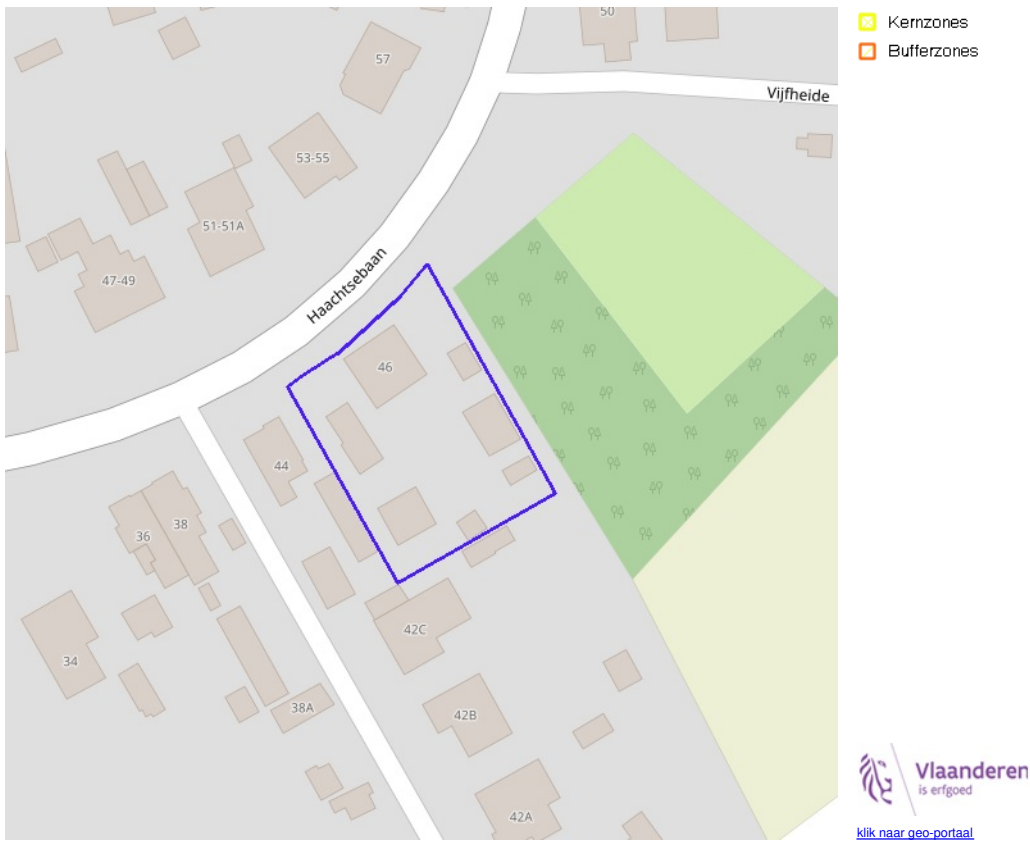 50
Kernzones
Bufferzones
57
Vijfheide
53-55
51-51A
47-49
Haachtsebaan
46
44
38
36
42C
34
38A
42B
42A
Vlaanderen
is erfgoed
klik naar geo-portaal